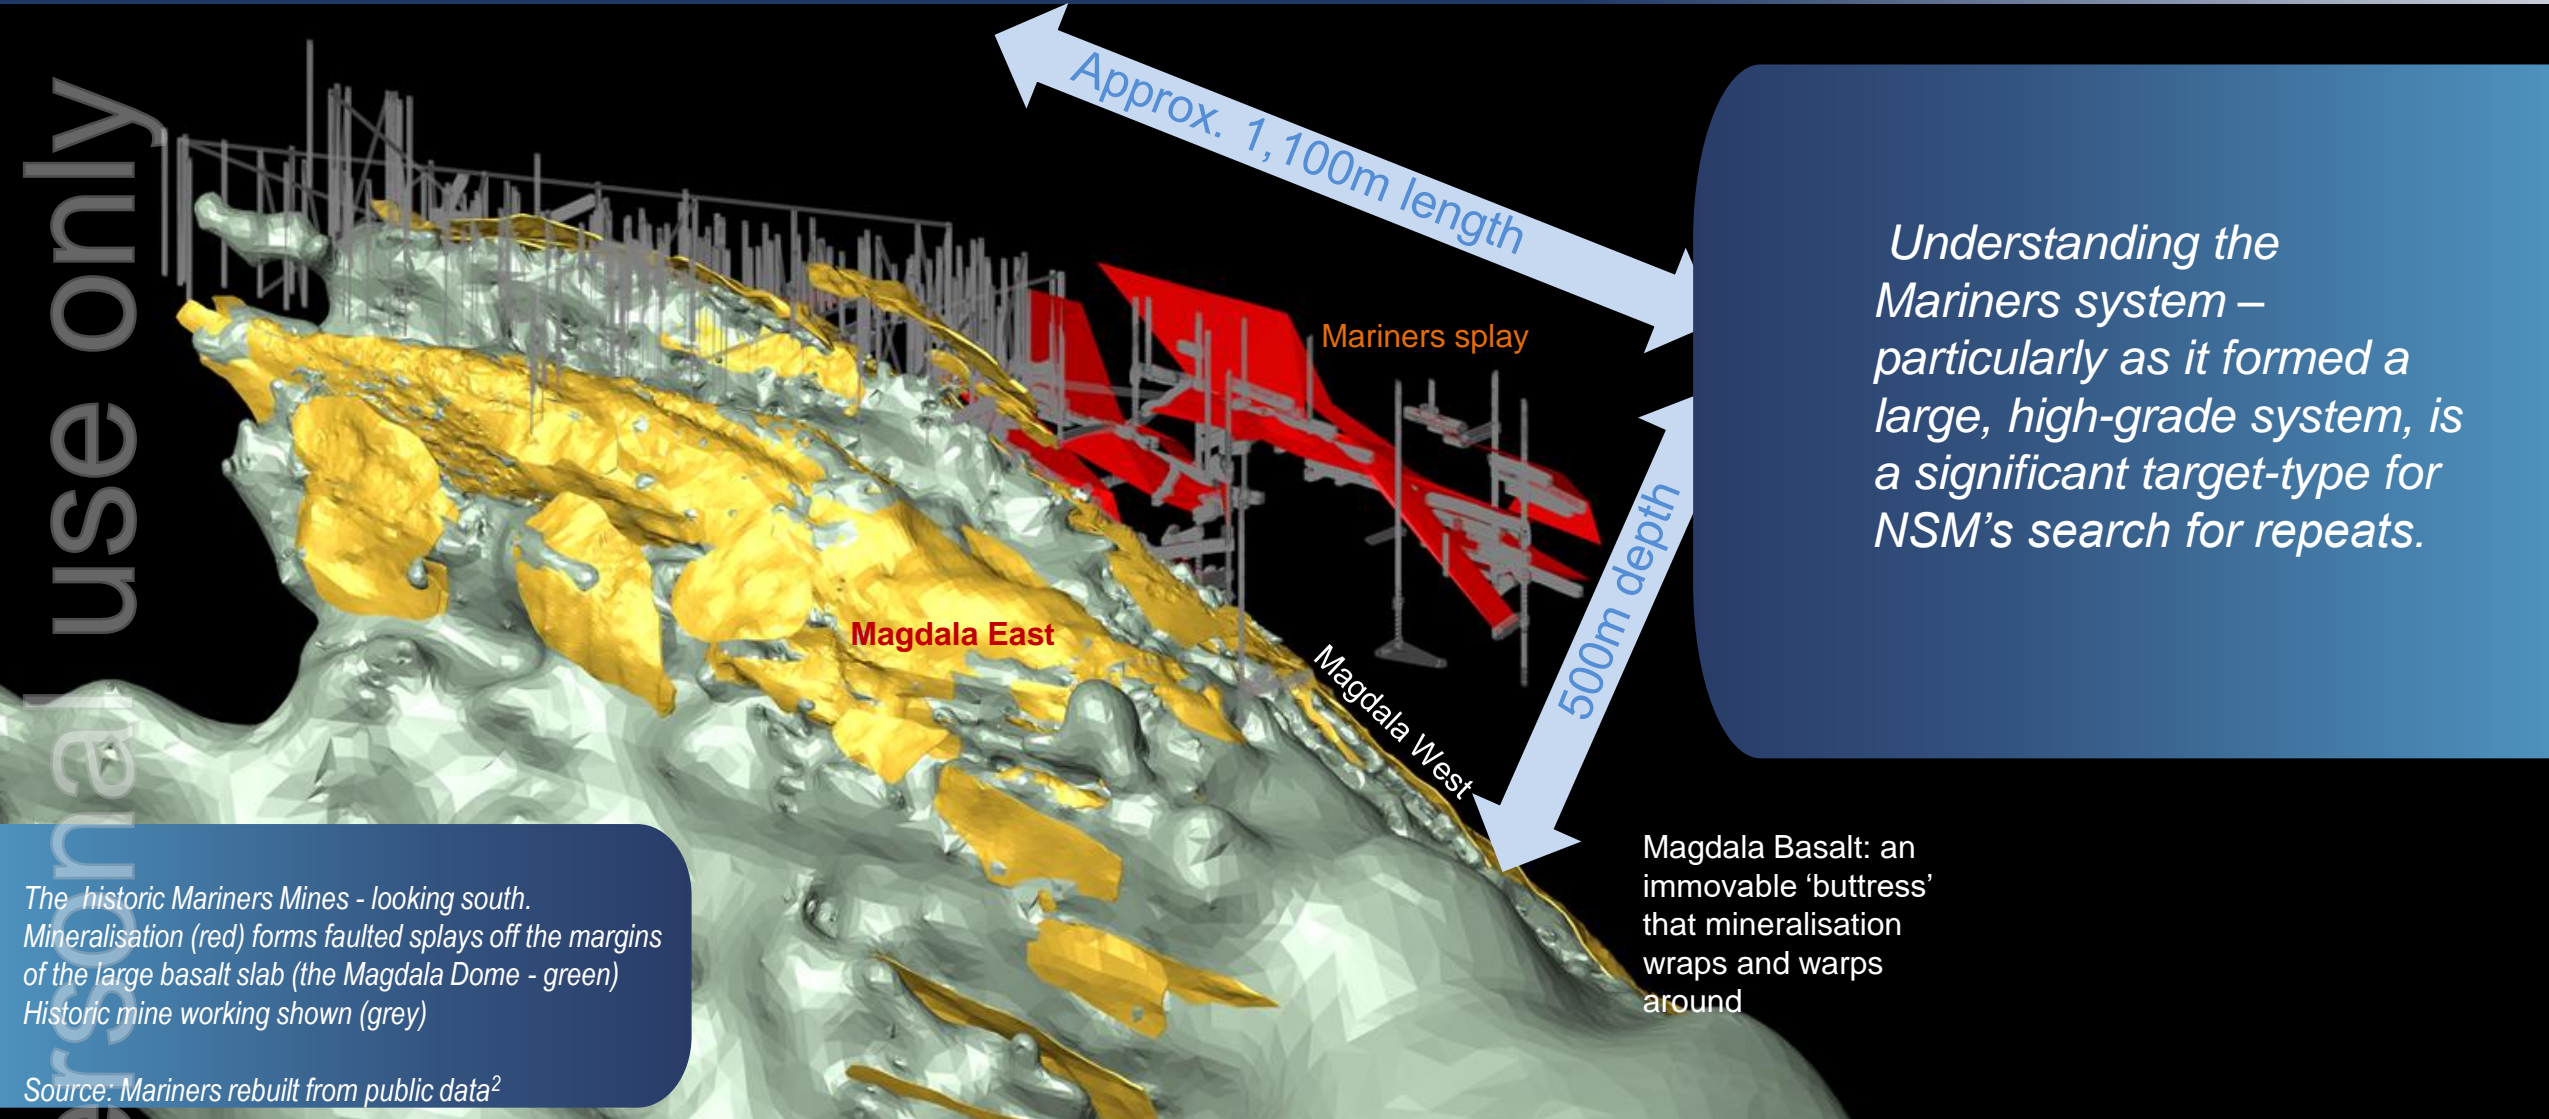 Approx. 1,100m length
Understanding the
Mariners system –
particularly as it formed a
large, high-grade system, is
a significant target-type for
NSM’s search for repeats.
Mariners splay
500m depth
Magdala East
Magdala West
Magdala Basalt: an
immovable ‘buttress’
that mineralisation
wraps and warps
around
The historic Mariners Mines - looking south.
Mineralisation (red) forms faulted splays off the margins
of the large basalt slab (the Magdala Dome - green)
Historic mine working shown (grey)
Source: Mariners rebuilt from public data²
ersonal use only